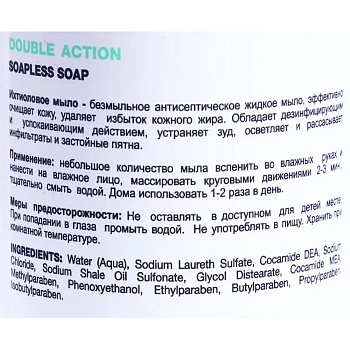 DOUBLE ACTION
SOAPLESS SOAP
Ихтиоловое мыло - безмыльное антисептическое жидкое мыло, эффективно
очищает кожу, удаляет избыток кожного жира. Обладает дезинфицирующим
и успокаивающим действием, устраняет зуд, осветляет и рассасывает
инфильтраты и застойные пятна.
Применение: небольшое количество мыла вспенить во влажных руках и
нанести на влажное лицо, массировать круговыми движениями 2-3 мин.,
тщательно смыть водой. Дома использовать 1-2 раза в день.
Меры предосторожности: Не оставлять в доступном для детей месте.
При попадании в глаза промыть водой. Не употреблять в пищу. Хранить при
комнатной температуре.
INGREDIENTS: Water (Aqua), Sodium Laureth Sulfate, Cocamide DEA, Sodium
Chloride, Sodium Shale Oil Sulfonate, Glycol Distearate, Cocamide MEA,
Methylparaben, Phenoxyethanol, Ethylparaben, Butylparaben, Propylparaben,
Isobutylparaben.